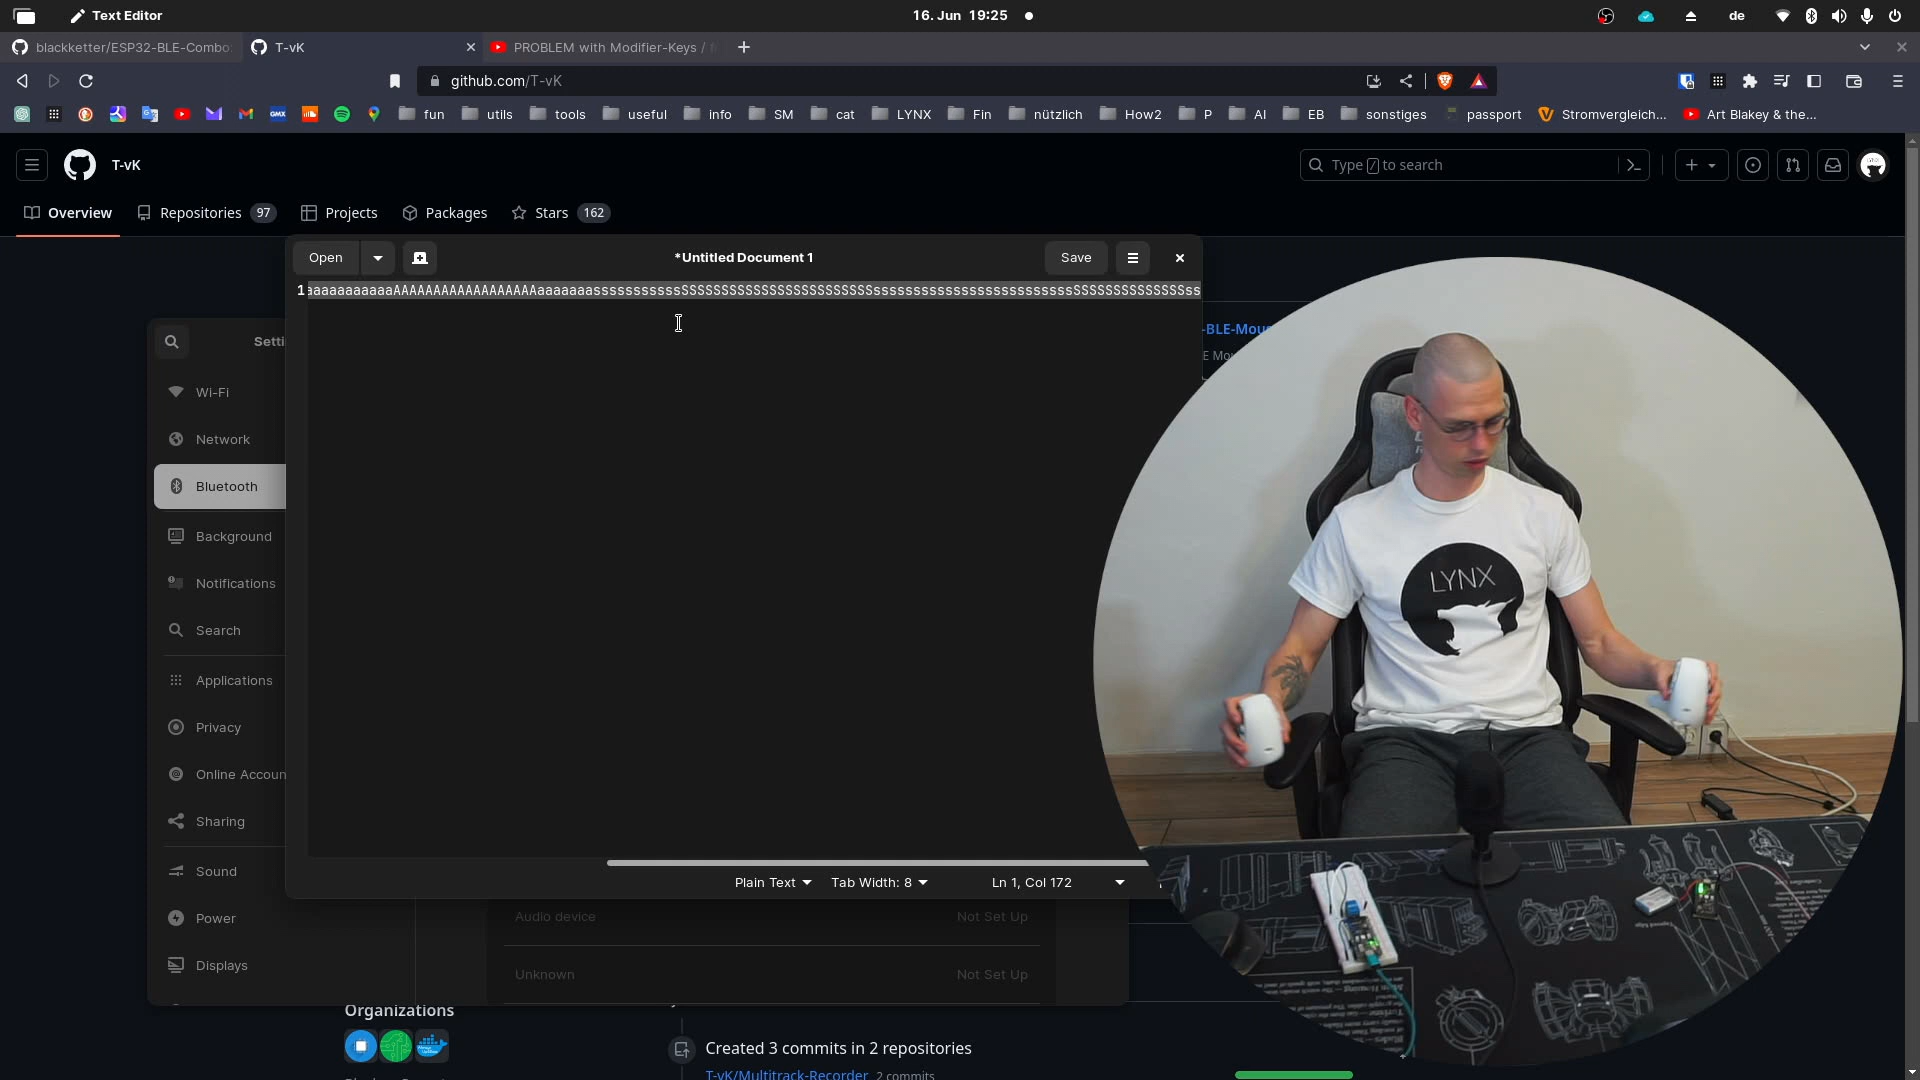 Text Editor
16. Jun 19:25
de
blackketter/ESP32-BLE-Combo
T-vK
PROBLEM with Modifier-Keys /
github.com/T-vK
GMX
fun
utils
tools
useful
info
SM
cat
LYNX
Fin
nützlich
How2
P
AI
EB
sonstiges
passport
Stromvergleich...
Art Blakey & the...
T-vK
Type / to search
Overview
Repositories 97
Projects
Packages
Stars 162
Open
*Untitled Document 1
Save
1
-BLE-Mous
E Mo
Setti
Wi-Fi
Network
Bluetooth
Background
Notifications
Search
Applications
Privacy
Online Accoun
Sharing
Sound
Power
Displays
LYNX
Plain Text
Tab Width: 8
Ln 1, Col 172
Audio device
Not Set Up
Unknown
Not Set Up
Organizations
Created 3 commits in 2 repositories
T-vK/Multitrack-Recorder 2 commits